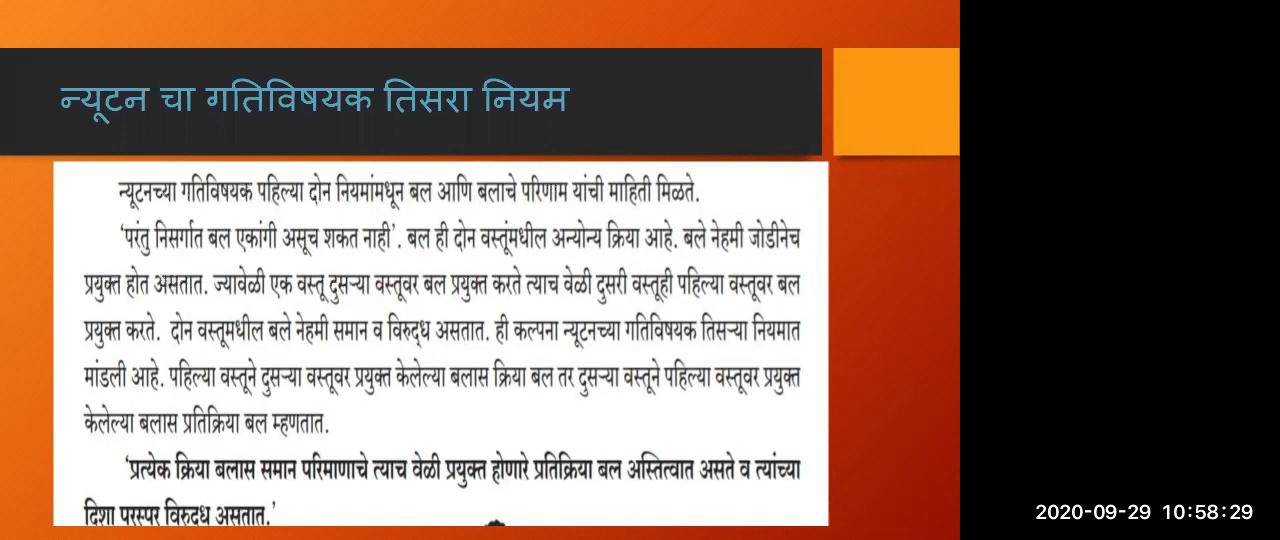 न्यूटन चा गतिविषयक तिसरा नियम
न्यूटनच्या गतिविषयक पहिल्या दोन नियमांमधून बल आणि बलाचे परिणाम यांची माहिती मिळते.
‘परंतु निसर्गात बल एकांगी असूच शकत नाही’. बल ही दोन वस्तूंमधील अन्योन्य क्रिया आहे. बले नेहमी जोडीनेच
प्रयुक्त होत असतात. ज्यावेळी एक वस्तू दुसऱ्या वस्तूवर बल प्रयुक्त करते त्याच वेळी दुसरी वस्तूही पहिल्या वस्तूवर बल
प्रयुक्त करते. दोन वस्तूमधील बले नेहमी समान व विरुद्ध असतात. ही कल्पना न्यूटनच्या गतिविषयक तिसऱ्या नियमात
मांडली आहे. पहिल्या वस्तूने दुसऱ्या वस्तूवर प्रयुक्त केलेल्या बलास क्रिया बल तर दुसऱ्या वस्तूने पहिल्या वस्तूवर प्रयुक्त
केलेल्या बलास प्रतिक्रिया बल म्हणतात.
‘प्रत्येक क्रिया बलास समान परिमाणाचे त्याच वेळी प्रयुक्त होणारे प्रतिक्रिया बल अस्तित्वात असते व त्यांच्या
दिशा परस्पर विरुद्ध असतात.’
2020-09-29 10:58:29